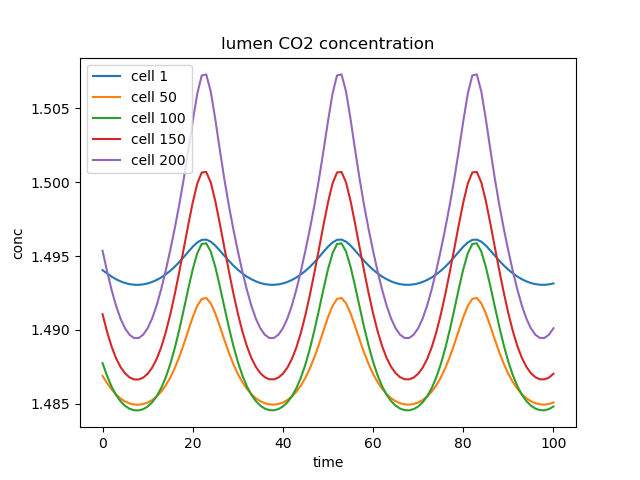 lumen CO2 concentration
cell 1
cell 50
cell 100
cell 150
cell 200
1.505
1.500
1.495
1.490
1.485
conc
0
20
40
60
80
100
time